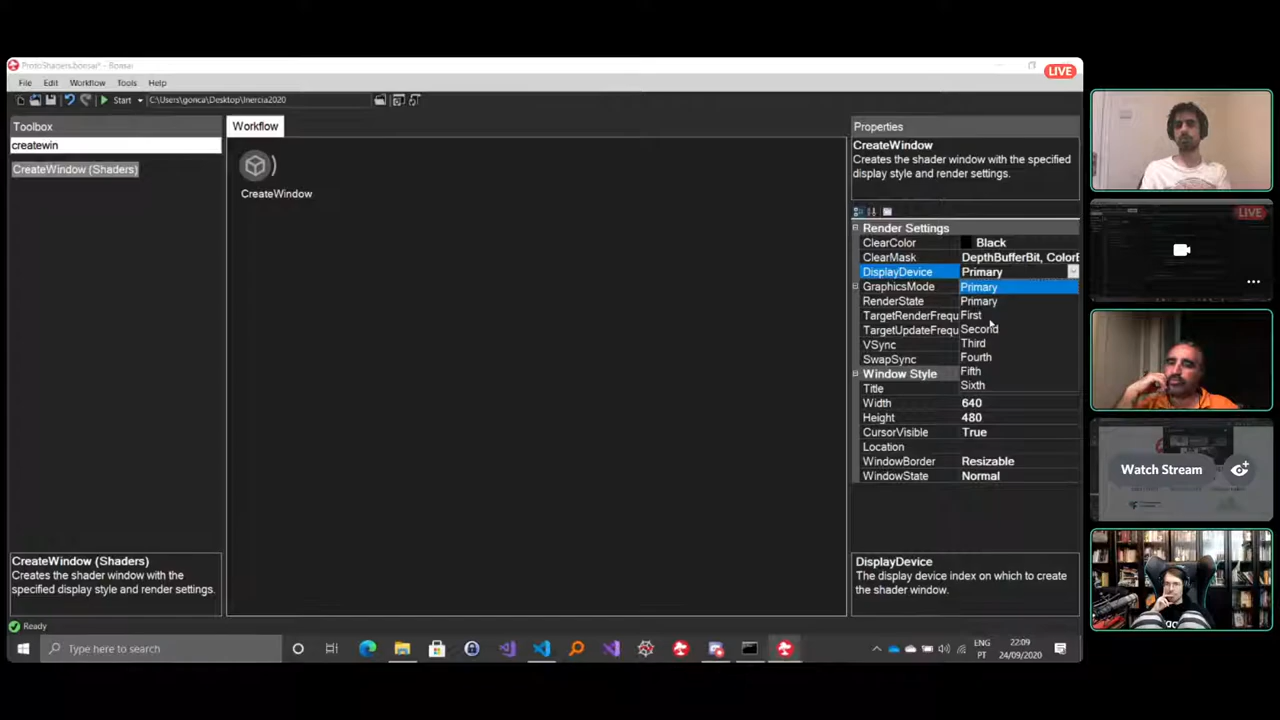 ProtoShaders.bonsai* - Bonsai
LIVE
File Edit Workflow Tools Help
Start C:\Users\gonca\Desktop\Inercia2020
Toolbox
createwin
CreateWindow (Shaders)
Workflow
CreateWindow
Properties
CreateWindow
Creates the shader window with the specified
display style and render settings.
Render Settings
ClearColor Black
ClearMask DepthBufferBit, ColorB
DisplayDevice Primary
GraphicsMode Primary
RenderState Primary
TargetRenderFrequ First
TargetUpdateFrequ Second
VSync Third
SwapSync Fourth
Window Style Fifth
Title Sixth
Width 640
Height 480
CursorVisible True
Location
WindowBorder Resizable
WindowState Normal
CreateWindow (Shaders)
Creates the shader window with the
specified display style and render settings.
DisplayDevice
The display device index on which to create
the shader window.
Ready
Type here to search
ENG
PT
22:09
24/09/2020
LIVE
Watch Stream